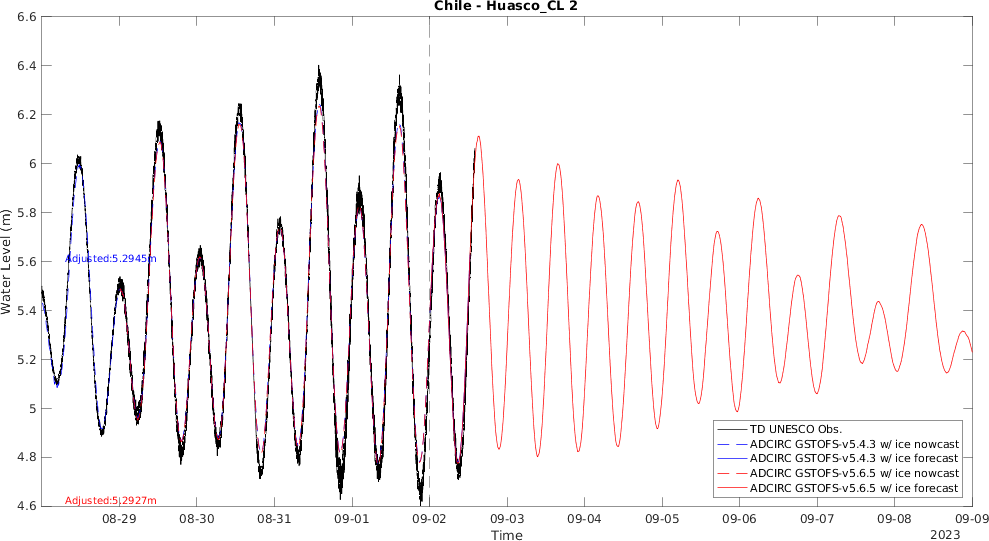 Chile - Huasco_CL 2
Water Level (m)
6.6
6.4
6.2
6
5.8
5.6
5.4
5.2
5
4.8
4.6
Adjusted:5.2945m
Adjusted:5.2927m
TD UNESCO Obs.
ADCIRC GSTOFS-v5.4.3 w/ ice nowcast
ADCIRC GSTOFS-v5.4.3 w/ ice forecast
ADCIRC GSTOFS-v5.6.5 w/ ice nowcast
ADCIRC GSTOFS-v5.6.5 w/ ice forecast
08-29 08-30 08-31 09-01 09-02 09-03 09-04 09-05 09-06 09-07 09-08 09-09
Time
2023